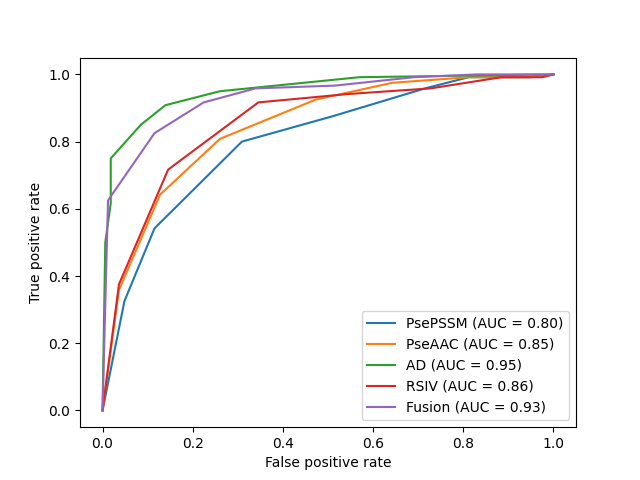 1.0
0.8
0.6
0.4
0.2
0.0
True positive rate
PsePSSM (AUC = 0.80)
PseAAC (AUC = 0.85)
AD (AUC = 0.95)
RSIV (AUC = 0.86)
Fusion (AUC = 0.93)
0.0 0.2 0.4 0.6 0.8 1.0
False positive rate